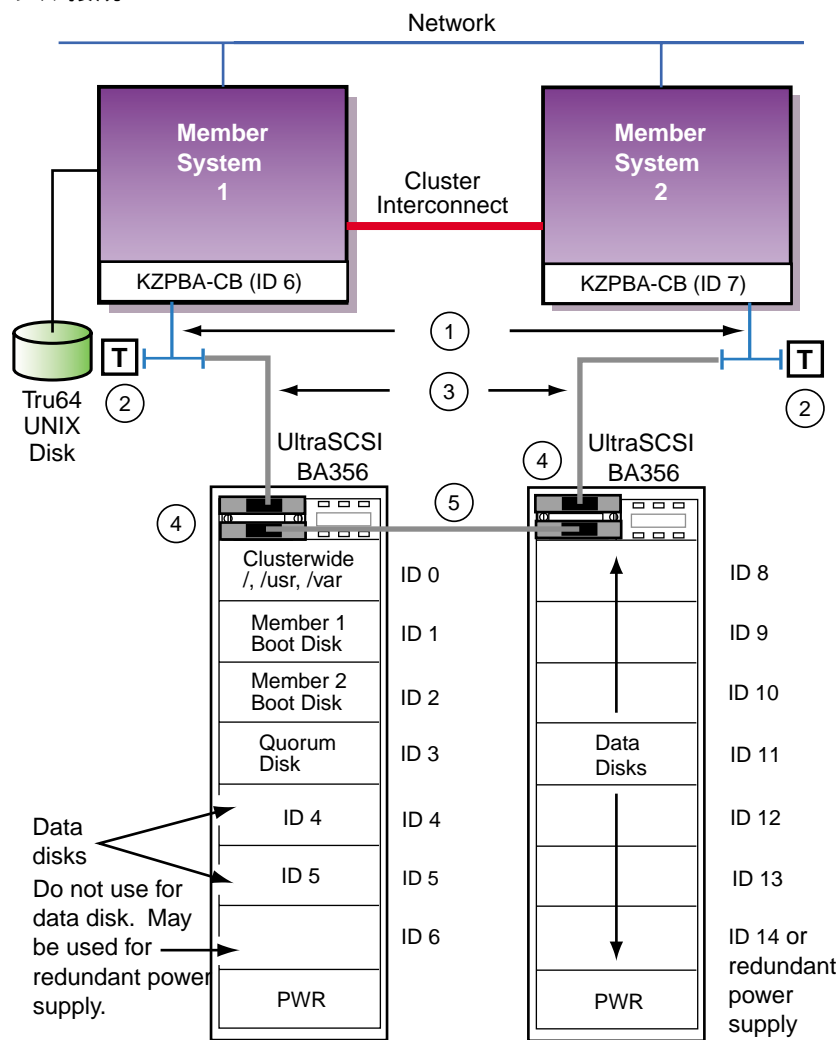 Network
Member
System
1
Member
System
2
Cluster
Interconnect
KZPBA-CB (ID 6)
KZPBA-CB (ID 7)
1
T
T
2
3
2
Tru64
UNIX
Disk
UltraSCSI
BA356
4
UltraSCSI
BA356
4
5
Clusterwide
/, /usr, /var
ID 0
ID 8
Member 1
Boot Disk
ID 1
ID 9
Member 2
Boot Disk
ID 2
ID 10
Quorum
Disk
ID 3
Data
Disks
ID 11
Data
disks
ID 4
ID 4
ID 12
ID 5
ID 5
ID 13
Do not use for
data disk. May
be used for
redundant power
supply.
ID 6
ID 14 or
redundant
power
supply
PWR
PWR